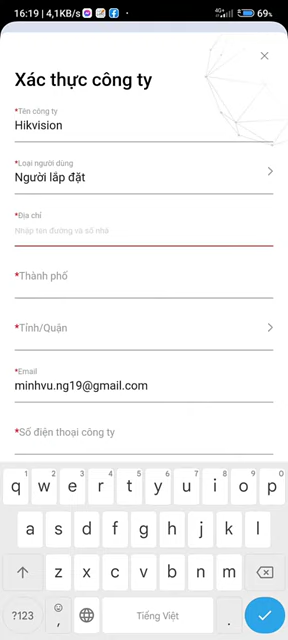 16:19 | 4,1KB/s
4G+
69%
Xác thực công ty
*Tên công ty
Hikvision
*Loại người dùng
Người lắp đặt
*Địa chỉ
Nhập tên đường và số nhà
*Thành phố
*Tỉnh/Quận
*Email
minhvu.ng19@gmail.com
*Số điện thoại công ty
1 2 3 4 5 6 7 8 9 0
q w e r t y u i o p
a s d f g h j k l
z x c v b n m
?123 , Tiếng Việt .